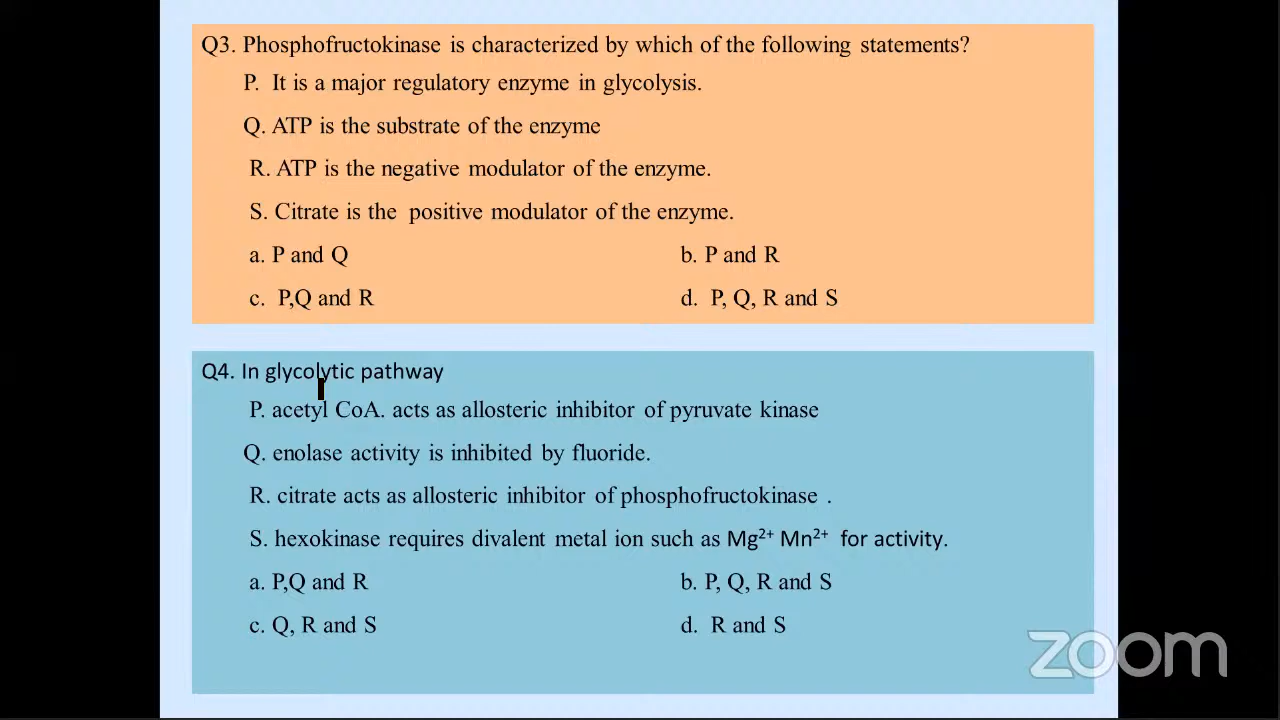 Q3. Phosphofructokinase is characterized by which of the following statements?
P. It is a major regulatory enzyme in glycolysis.
Q. ATP is the substrate of the enzyme
R. ATP is the negative modulator of the enzyme.
S. Citrate is the positive modulator of the enzyme.
a. P and Q b. P and R
c. P,Q and R d. P, Q, R and S
Q4. In glycolytic pathway
P. acetyl CoA. acts as allosteric inhibitor of pyruvate kinase
Q. enolase activity is inhibited by fluoride.
R. citrate acts as allosteric inhibitor of phosphofructokinase .
S. hexokinase requires divalent metal ion such as Mg²⁺ Mn²⁺ for activity.
a. P,Q and R b. P, Q, R and S
c. Q, R and S d. R and S
zoom